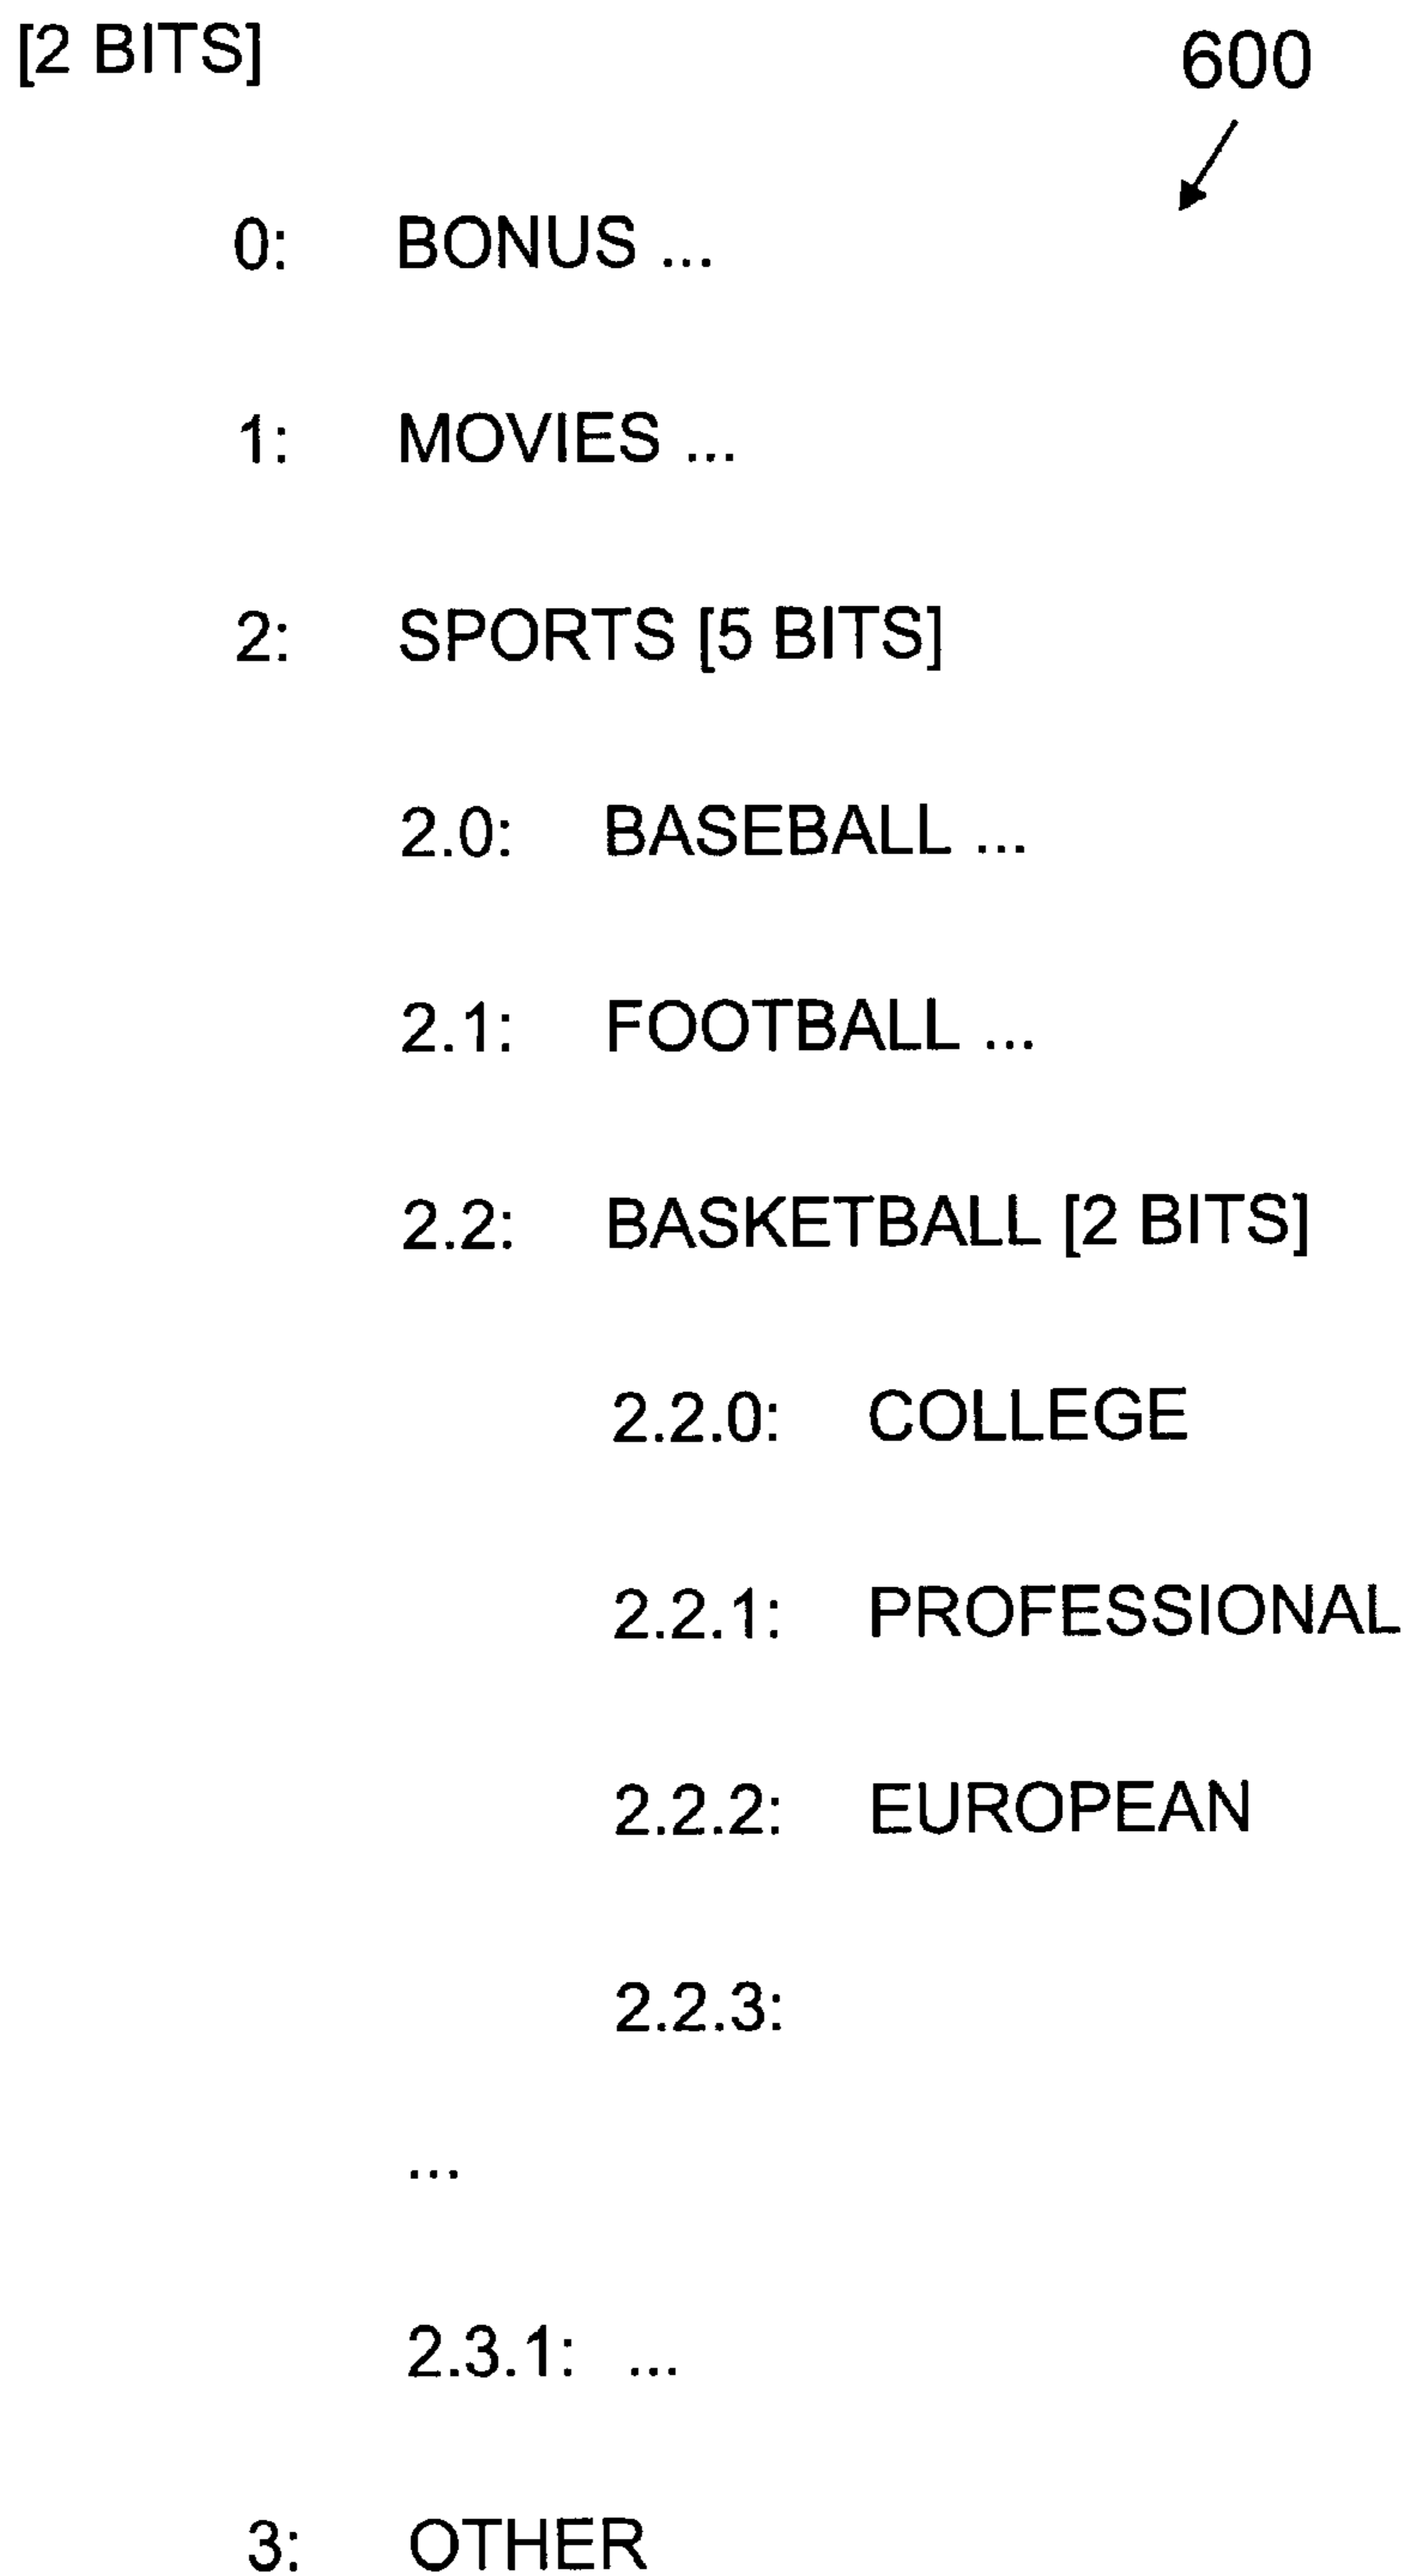 [2 BITS]
600
0: BONUS ...
1: MOVIES ...
2: SPORTS [5 BITS]
2.0: BASEBALL ...
2.1: FOOTBALL ...
2.2: BASKETBALL [2 BITS]
2.2.0: COLLEGE
2.2.1: PROFESSIONAL
2.2.2: EUROPEAN
2.2.3:
...
2.3.1: ...
3: OTHER